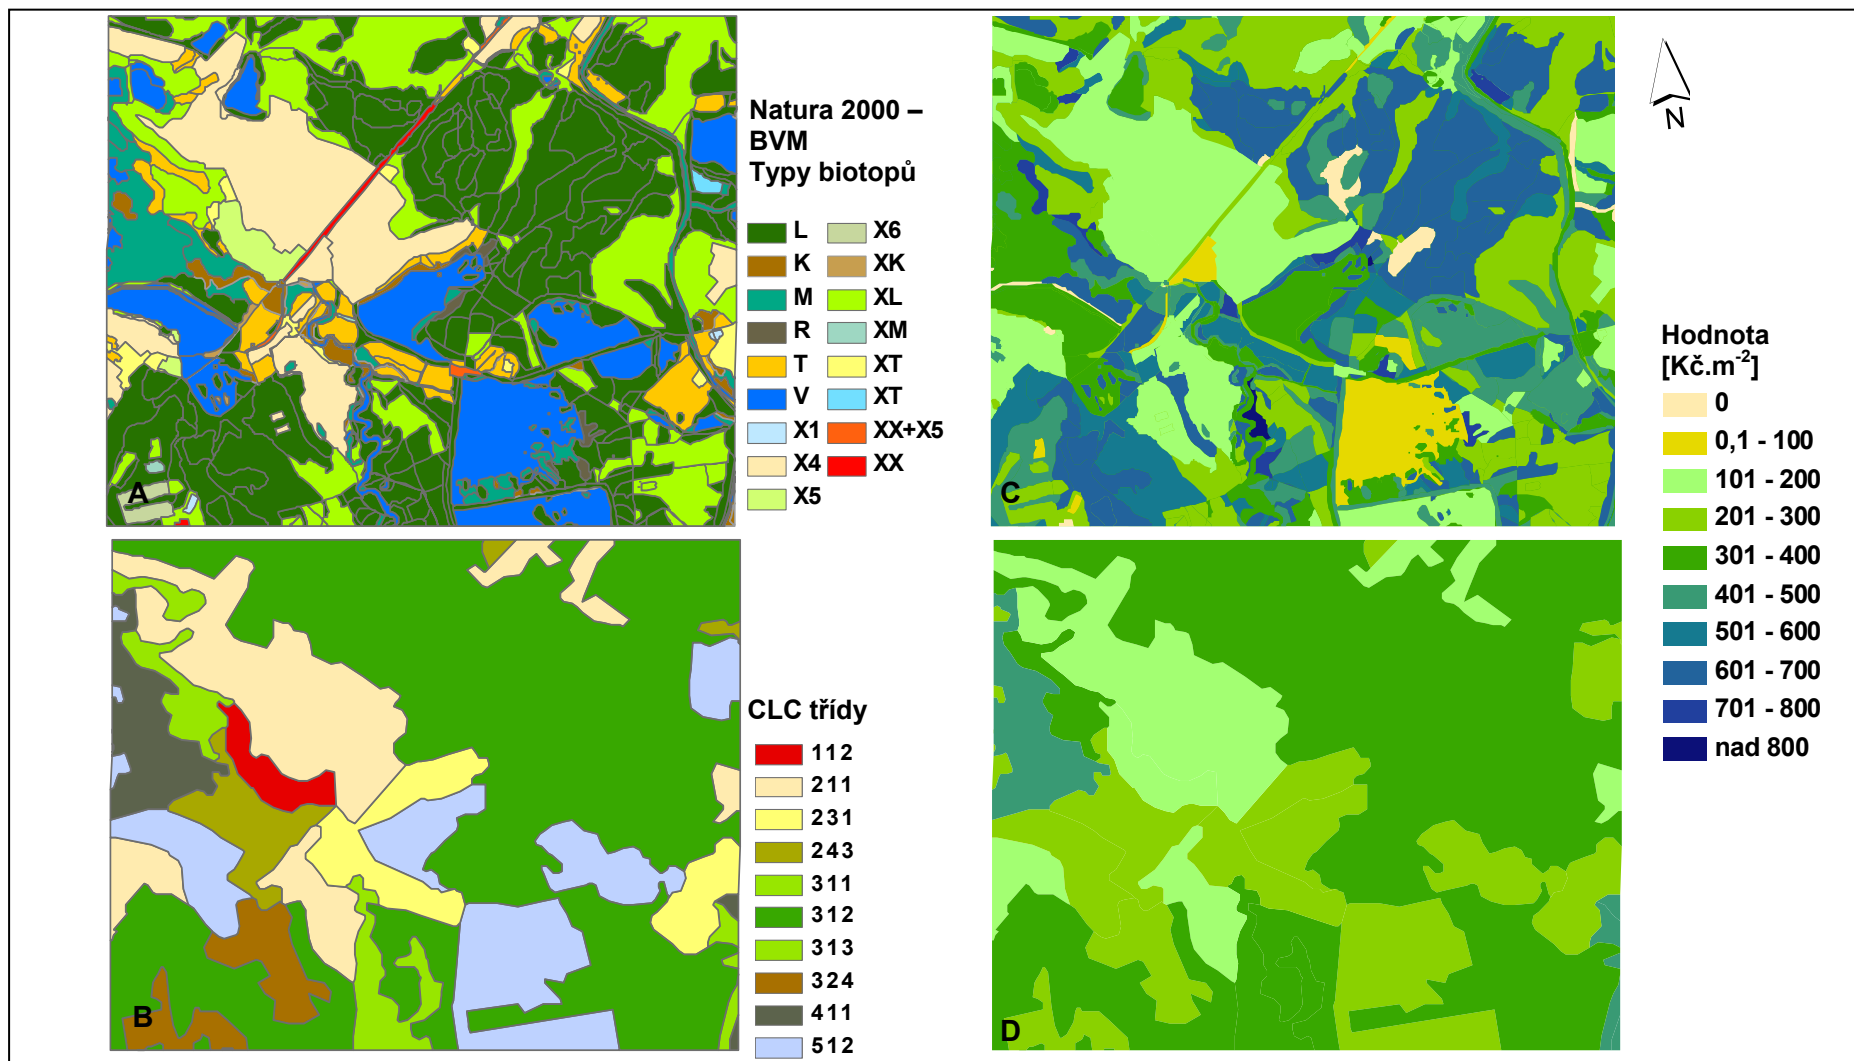 Natura 2000 –
BVM
Typy biotopů
L
K
M
R
T
V
X1
X4
X5
X6
XK
XL
XM
XT
XT
XX+X5
XX
A
C
N
Hodnota
[Kč.m-2]
0
0,1 - 100
101 - 200
201 - 300
301 - 400
401 - 500
501 - 600
601 - 700
701 - 800
nad 800
CLC třídy
112
211
231
243
311
312
313
324
411
512
B
D